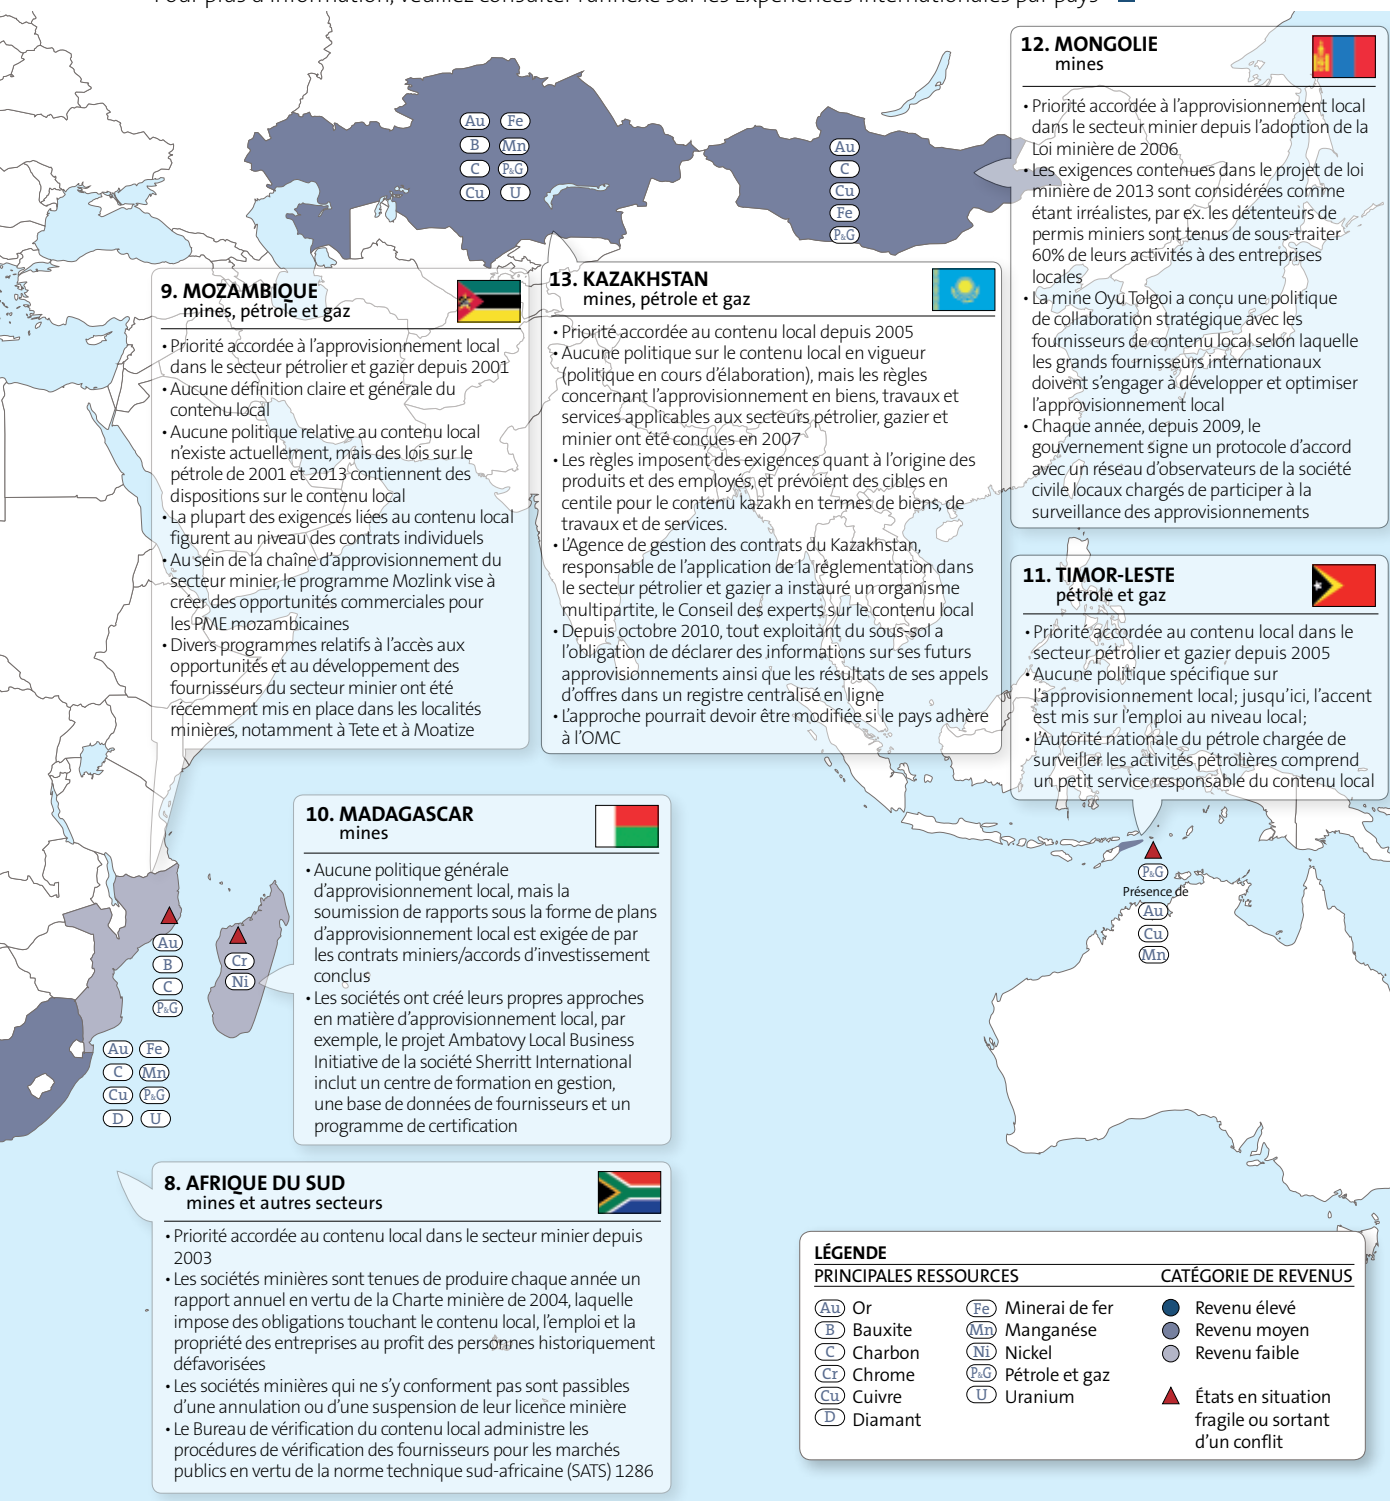 Pour plus d'information, veuillez consulter l'annexe sur les Expériences internationales par pays
12. MONGOLIE
mines
• Priorité accordée à l'approvisionnement local
dans le secteur minier depuis l'adoption de la
Loi minière de 2006
• Les exigences contenues dans le projet de loi
minière de 2013 sont considérées comme
étant irréalistes, par ex. les détenteurs de
permis miniers sont tenus de sous-traiter
60% de leurs activités à des entreprises
locales
• La mine Oyu Tolgoi a conçu une politique
de collaboration stratégique avec les
fournisseurs de contenu local selon laquelle
les grands fournisseurs internationaux
doivent s'engager à développer et optimiser
l'approvisionnement local
• Chaque année, depuis 2009, le
gouvernement signe un protocole d'accord
avec un réseau d'observateurs de la société
civile locaux chargés de participer à la
surveillance des approvisionnements
Au Fe
B Mn
C P&G
Cu U
Au
C
Cu
Fe
P&G
9. MOZAMBIQUE
mines, pétrole et gaz
• Priorité accordée à l'approvisionnement local
dans le secteur pétrolier et gazier depuis 2001
• Aucune définition claire et générale du
contenu local
• Aucune politique relative au contenu local
n'existe actuellement, mais des lois sur le
pétrole de 2001 et 2013 contiennent des
dispositions sur le contenu local
• La plupart des exigences liées au contenu local
figurent au niveau des contrats individuels
• Au sein de la chaîne d'approvisionnement du
secteur minier, le programme Mozlink vise à
créer des opportunités commerciales pour
les PME mozambicaines
• Divers programmes relatifs à l'accès aux
opportunités et au développement des
fournisseurs du secteur minier ont été
récemment mis en place dans les localités
minières, notamment à Tete et à Moatize
13. KAZAKHSTAN
mines, pétrole et gaz
• Priorité accordée au contenu local depuis 2005
• Aucune politique sur le contenu local en vigueur
(politique en cours d'élaboration), mais les règles
concernant l'approvisionnement en biens, travaux et
services applicables aux secteurs pétrolier, gazier et
minier ont été conçues en 2007
• Les règles imposent des exigences quant à l'origine des
produits et des employés, et prévoient des cibles en
centile pour le contenu kazakh en termes de biens, de
travaux et de services.
• L'Agence de gestion des contrats du Kazakhstan,
responsable de l'application de la réglementation dans
le secteur pétrolier et gazier a instauré un organisme
multipartite, le Conseil des experts sur le contenu local
• Depuis octobre 2010, tout exploitant du sous-sol a
l'obligation de déclarer des informations sur ses futurs
approvisionnements ainsi que les résultats de ses appels
d'offres dans un registre centralisé en ligne
• L'approche pourrait devoir être modifiée si le pays adhère
à l'OMC
11. TIMOR-LESTE
pétrole et gaz
• Priorité accordée au contenu local dans le
secteur pétrolier et gazier depuis 2005
• Aucune politique spécifique sur
l'approvisionnement local; jusqu'ici, l'accent
est mis sur l'emploi au niveau local;
• L'Autorité nationale du pétrole chargée de
surveiller les activités pétrolières comprend
un petit service responsable du contenu local
P&G
Présence de
Au
Cu
Mn
10. MADAGASCAR
mines
• Aucune politique générale
d'approvisionnement local, mais la
soumission de rapports sous la forme de plans
d'approvisionnement local est exigée de par
les contrats miniers/accords d'investissement
conclus
• Les sociétés ont créé leurs propres approches
en matière d'approvisionnement local, par
exemple, le projet Ambatovy Local Business
Initiative de la société Sherritt International
inclut un centre de formation en gestion,
une base de données de fournisseurs et un
programme de certification
Au
B
C
P&G
Cr
Ni
Au Fe
C Mn
Cu P&G
D U
8. AFRIQUE DU SUD
mines et autres secteurs
• Priorité accordée au contenu local dans le secteur minier depuis
2003
• Les sociétés minières sont tenues de produire chaque année un
rapport annuel en vertu de la Charte minière de 2004, laquelle
impose des obligations touchant le contenu local, l'emploi et la
propriété des entreprises au profit des personnes historiquement
défavorisées
• Les sociétés minières qui ne s'y conforment pas sont passibles
d'une annulation ou d'une suspension de leur licence minière
• Le Bureau de vérification du contenu local administre les
procédures de vérification des fournisseurs pour les marchés
publics en vertu de la norme technique sud-africaine (SATS) 1286
LÉGENDE
PRINCIPALES RESSOURCES
Au Or
B Bauxite
C Charbon
Cr Chrome
Cu Cuivre
D Diamant
Fe Minerai de fer
Mn Manganése
Ni Nickel
P&G Pétrole et gaz
U Uranium
CATÉGORIE DE REVENUS
Revenu élevé
Revenu moyen
Revenu faible
États en situation
fragile ou sortant
d'un conflit